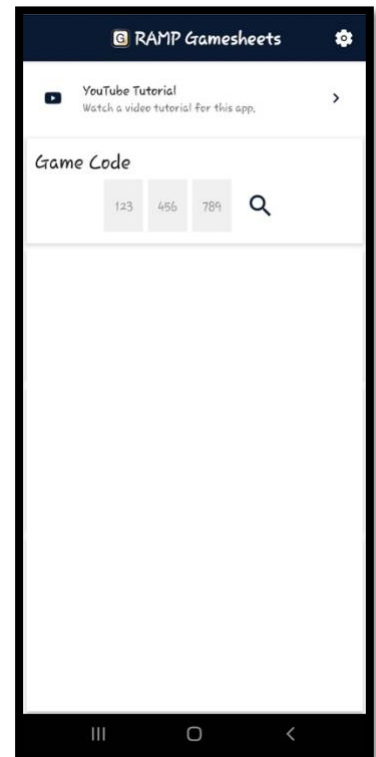 G RAMP Gamesheets
YouTube Tutorial
Watch a video tutorial for this app.
Game Code
123 456 789